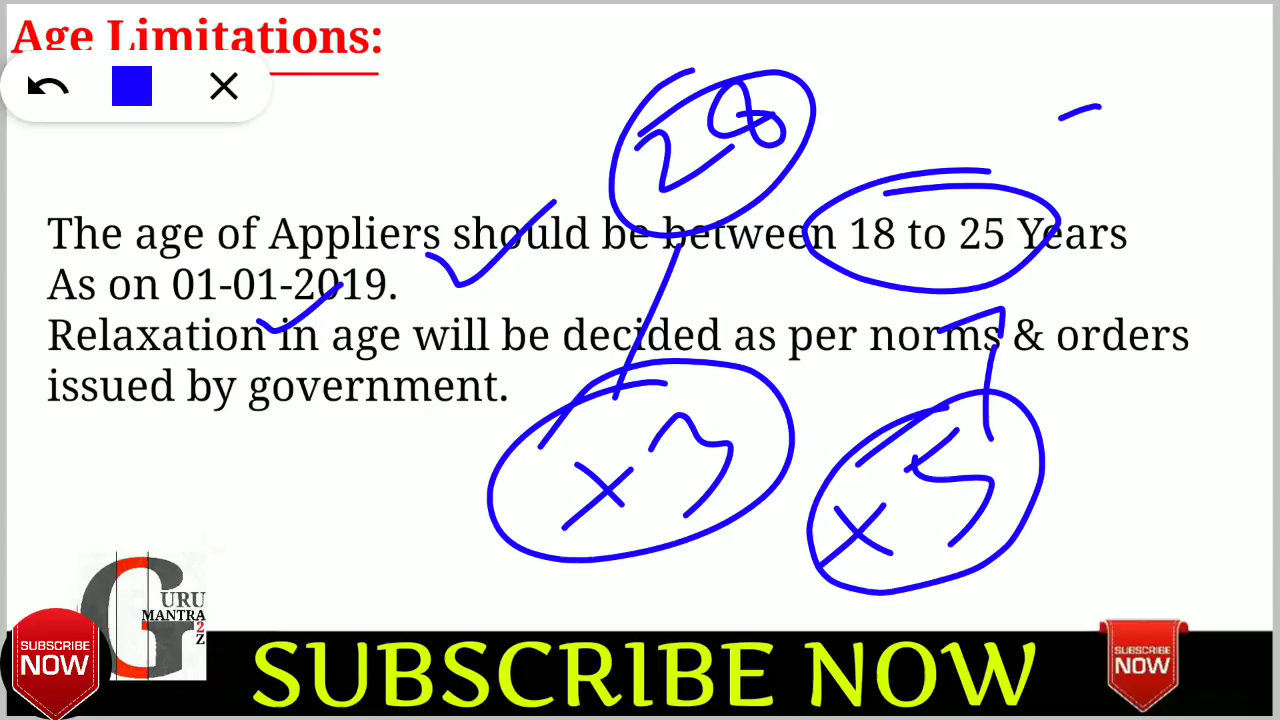 Age Limitations:
28
The age of Appliers should be between 18 to 25 Years
As on 01-01-2019.
Relaxation in age will be decided as per norms & orders
issued by government.
x 3
x 5
GURU
MANTRA
2
Z
SUBSCRIBE
NOW
SUBSCRIBE NOW
SUBSCRIBE
NOW